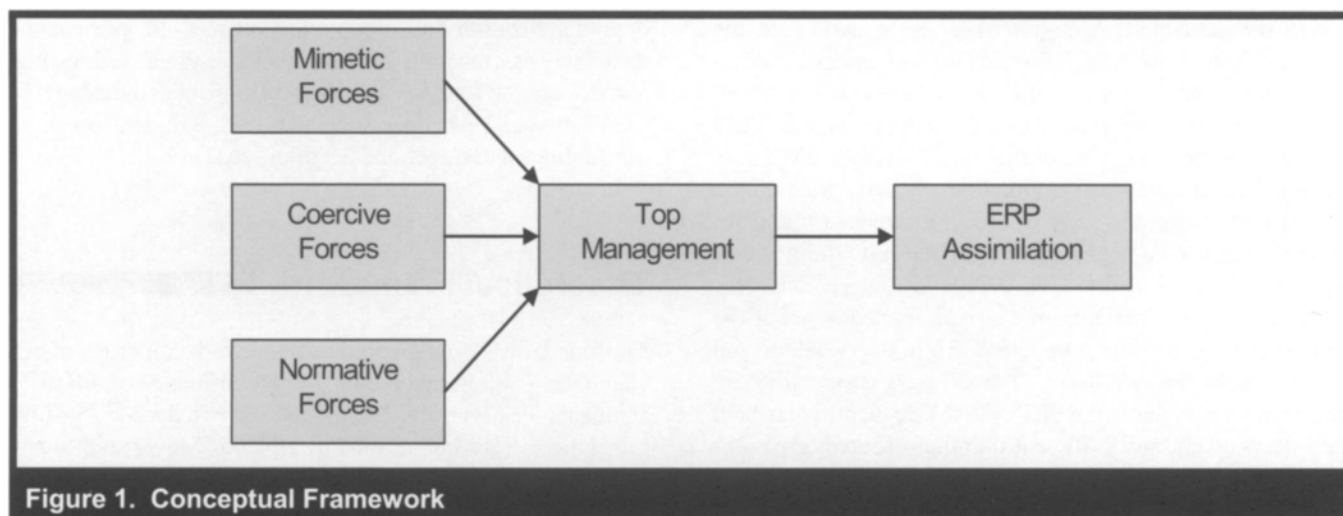 Mimetic
Forces
Coercive
Forces
Top
Management
ERP
Assimilation
Normative
Forces
Figure 1. Conceptual Framework